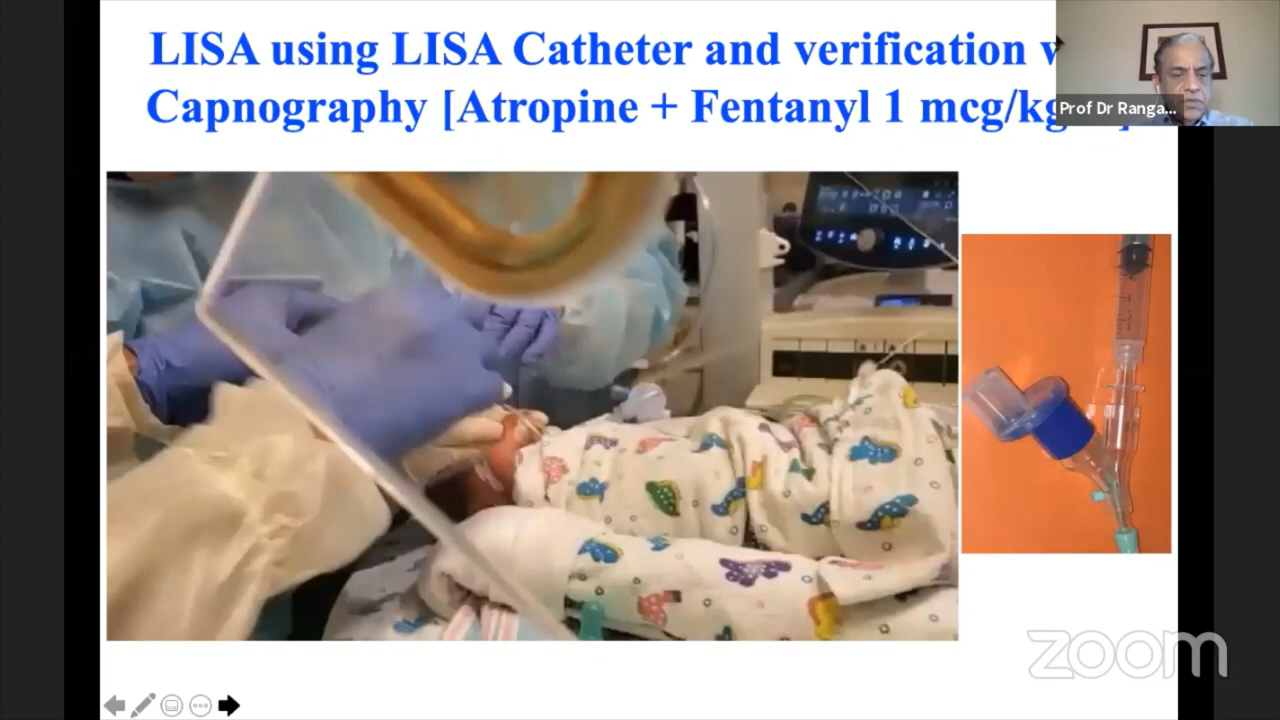 LISA using LISA Catheter and verification
Capnography [Atropine + Fentanyl 1 mcg/kg
Prof Dr Ranga...
zoom